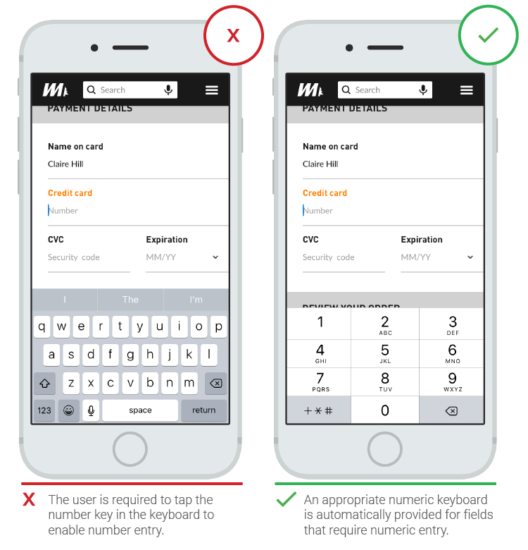 X
Search
PAYMENT DETAILS
Name on card
Claire Hill
Credit card
Number
CVC Expiration
Security code MM/YY
I The I'm
q w e r t y u i o p
a s d f g h j k l
z x c v b n m
123 space return
X The user is required to tap the
number key in the keyboard to
enable number entry.
Search
PAYMENT DETAILS
Name on card
Claire Hill
Credit card
Number
CVC Expiration
Security code MM/YY
REVIEW YOUR ORDER
1 2 3
ABC DEF
4 5 6
GHI JKL MNO
7 8 9
PQRS TUV WXYZ
+*# 0
An appropriate numeric keyboard
is automatically provided for fields
that require numeric entry.